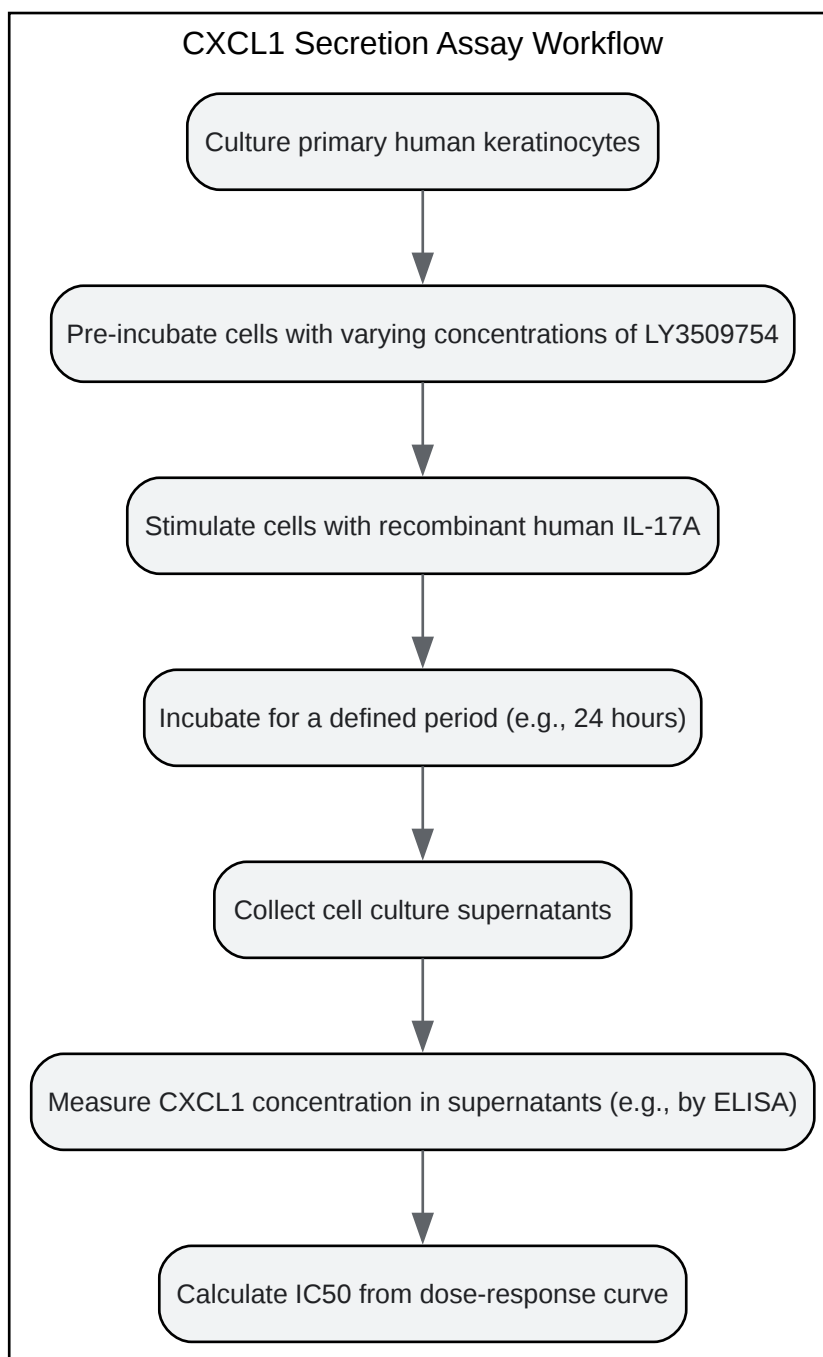 CXCL1 Secretion Assay Workflow
Culture primary human keratinocytes
Pre-incubate cells with varying concentrations of LY3509754
Stimulate cells with recombinant human IL-17A
Incubate for a defined period (e.g., 24 hours)
Collect cell culture supernatants
Measure CXCL1 concentration in supernatants (e.g., by ELISA)
Calculate IC50 from dose-response curve